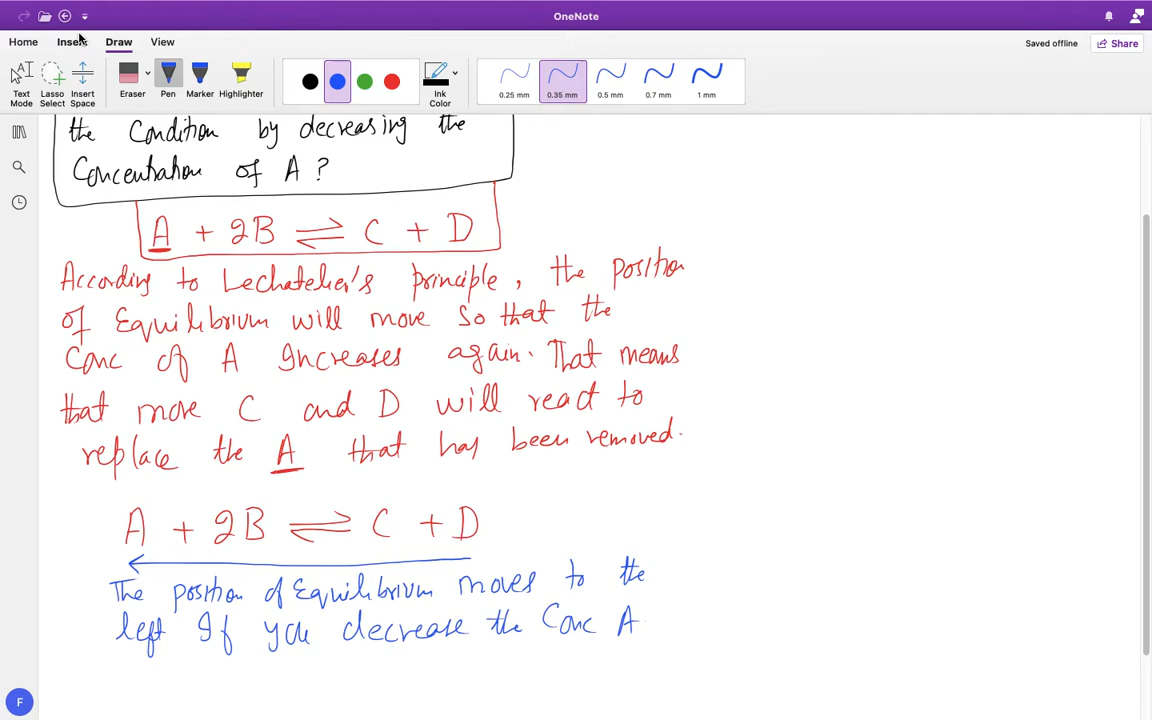 OneNote
Home Insert Draw View
Saved offline Share
Text Mode
Lasso Select
Insert Space
Eraser
Pen
Marker
Highlighter
Ink Color
0.25 mm 0.35 mm 0.5 mm 0.7 mm 1 mm
the Condition by decreasing the
Concentration of A ?
A + 2B ⇌ C + D
According to Lechatelier's principle, the position
of Equilibrium will move so that the
Conc of A Increases again. That means
that move C and D will react to
replace the A that has been removed.
A + 2B ⇌ C + D
The position of Equilibrium moves to the
left If you decrease the Conc A
F